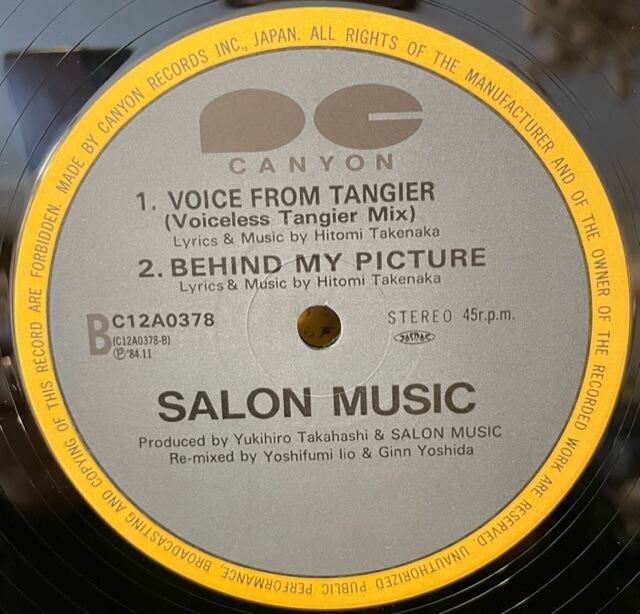 MADE BY CANYON RECORDS INC., JAPAN. ALL RIGHTS OF THE MANUFACTURER AND OF THE OWNER OF THE RECORDED WORK ARE RESERVED. UNAUTHORIZED PUBLIC PERFORMANCE, BROADCASTING AND COPYING OF THIS RECORD ARE FORBIDDEN.
CANYON
1. VOICE FROM TANGIER
(Voiceless Tangier Mix)
Lyrics & Music by Hitomi Takenaka
2. BEHIND MY PICTURE
Lyrics & Music by Hitomi Takenaka
B C12A0378
(C12A0378-B)
Ⓟ'84.11
STEREO 45r.p.m.
JASRAC
SALON MUSIC
Produced by Yukihiro Takahashi & SALON MUSIC
Re-mixed by Yoshifumi Iio & Ginn Yoshida